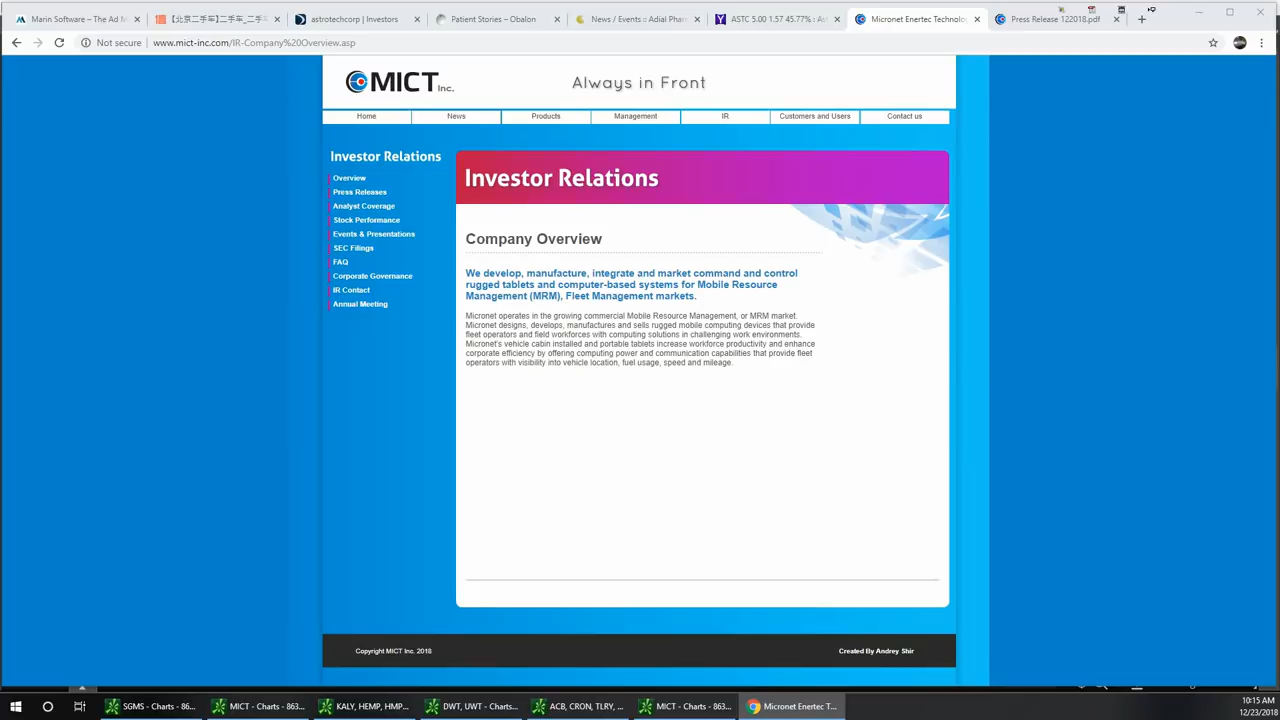 Marin Software – The Ad M
【北京二手车】二手车_二手
astrotechcorp | Investors
Patient Stories – Obalon
News / Events :: Adial Phar
ASTC 5.00 1.57 45.77% : As
Micronet Enertec Technolog
Press Release 122018.pdf
Not secure
www.mict-inc.com/IR-Company%20Overview.asp
MICT Inc.
Always in Front
Home
News
Products
Management
IR
Customers and Users
Contact us
Investor Relations
Overview
Press Releases
Analyst Coverage
Stock Performance
Events & Presentations
SEC Filings
FAQ
Corporate Governance
IR Contact
Annual Meeting
Investor Relations
Company Overview
We develop, manufacture, integrate and market command and control
rugged tablets and computer-based systems for Mobile Resource
Management (MRM), Fleet Management markets.
Micronet operates in the growing commercial Mobile Resource Management, or MRM market.
Micronet designs, develops, manufactures and sells rugged mobile computing devices that provide
fleet operators and field workforces with computing solutions in challenging work environments.
Micronet's vehicle cabin installed and portable tablets increase workforce productivity and enhance
corporate efficiency by offering computing power and communication capabilities that provide fleet
operators with visibility into vehicle location, fuel usage, speed and mileage.
Copyright MICT Inc. 2018
Created By Andrey Shir
SGMS - Charts - 86...
MICT - Charts - 863...
KALY, HEMP, HMP...
DWT, UWT - Charts...
ACB, CRON, TLRY, ...
MICT - Charts - 863...
Micronet Enertec T...
10:15 AM
12/23/2018